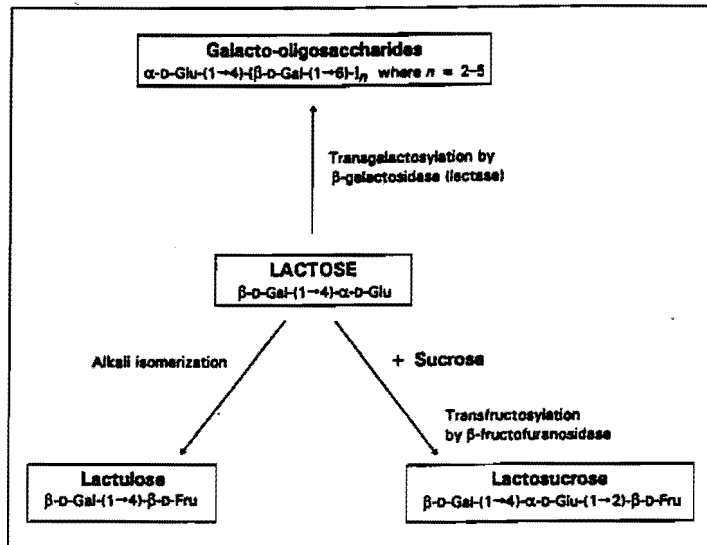 Galacto-oligosaccharides
α-D-Glu-(1→4)-[β-D-Gal-(1→6)-]n where n = 2–5
Transgalactosylation by
β-galactosidase (lactase)
LACTOSE
β-D-Gal-(1→4)-α-D-Glu
Alkali isomerization
+ Sucrose
Transfructosylation
by β-fructofuranosidase
Lactulose
β-D-Gal-(1→4)-β-D-Fru
Lactosucrose
β-D-Gal-(1→4)-α-D-Glu-(1→2)-β-D-Fru